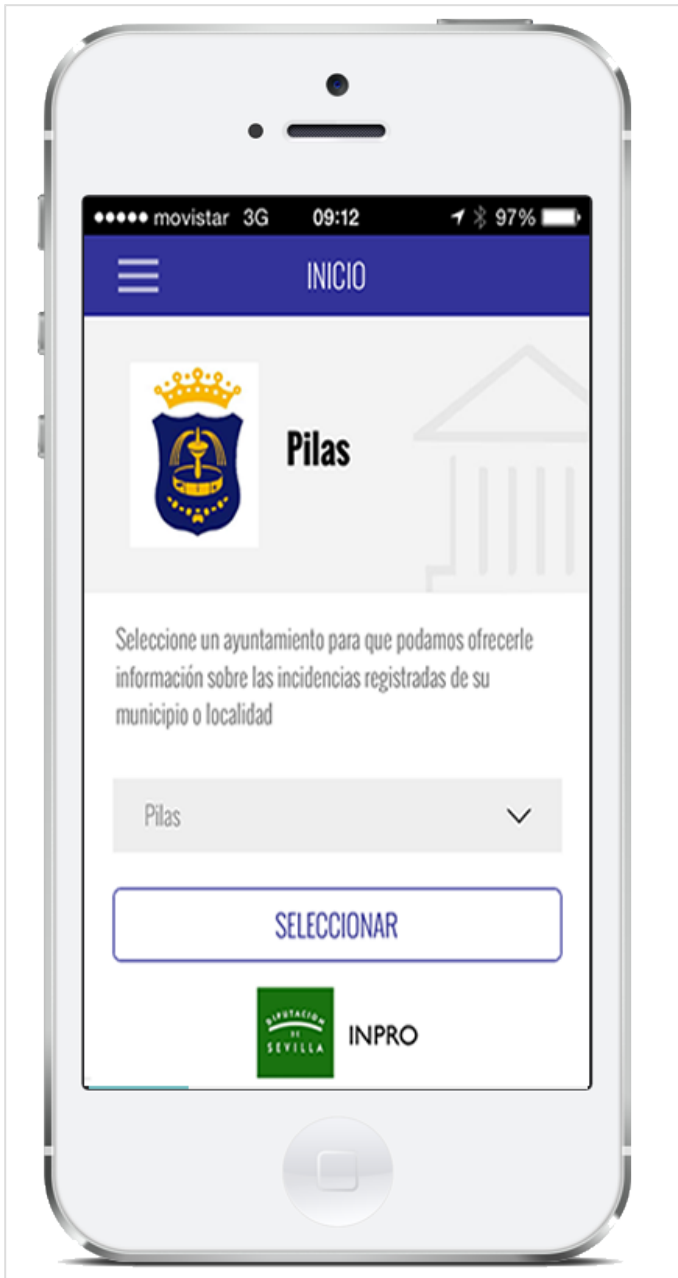 movistar 3G 09:12 97%
INICIO
Pilas
Seleccione un ayuntamiento para que podamos ofrecerle
información sobre las incidencias registradas de su
municipio o localidad
Pilas
SELECCIONAR
DIPUTACION
DE
SEVILLA
INPRO